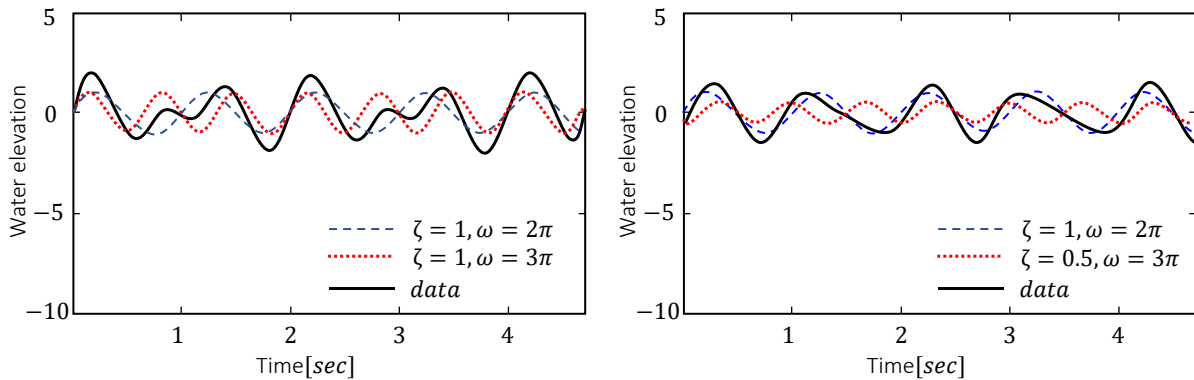 5
0
−5
−10
Water elevation
ζ = 1, ω = 2π
ζ = 1, ω = 3π
data
1 2 3 4
Time[sec]
5
0
−5
−10
Water elevation
ζ = 1, ω = 2π
ζ = 0.5, ω = 3π
data
1 2 3 4
Time[sec]